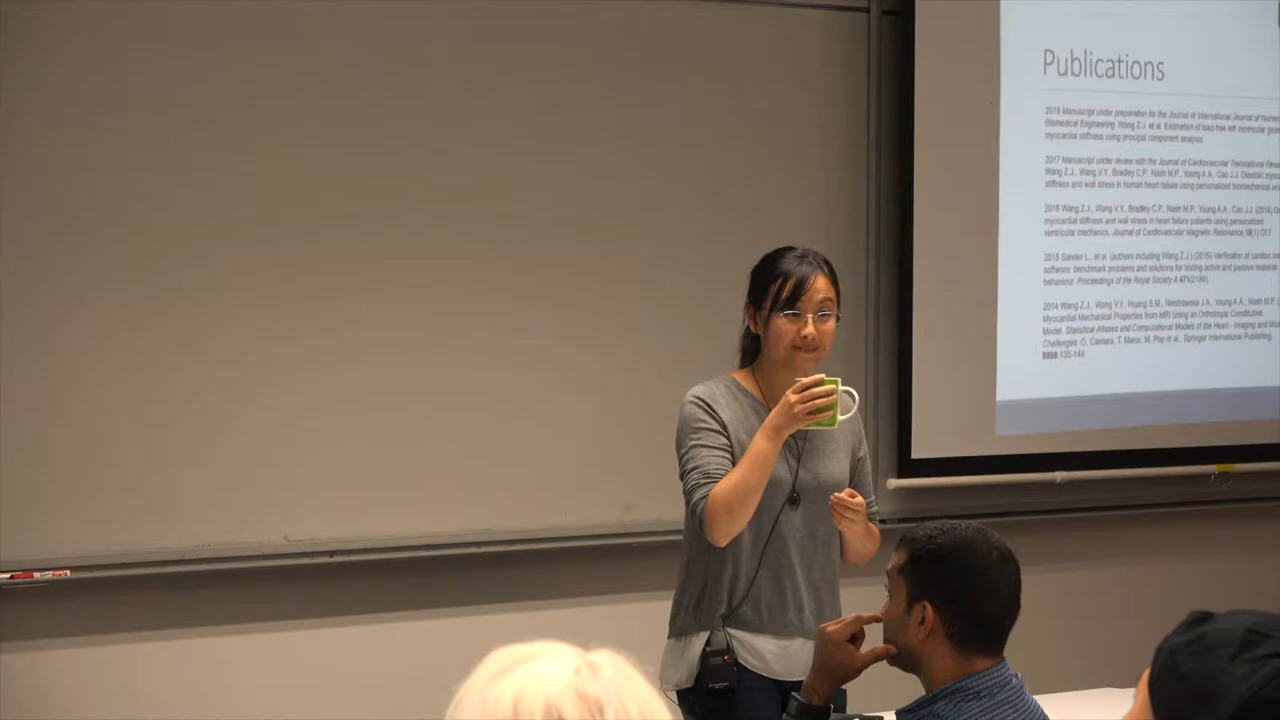 Publications
2018 Manuscript under preparation for the Journal of International Journal of Numer
Biomedical Engineering. Wang Z.J. et al. Estimation of load-free left ventricular geo
myocardial stiffness using principal component analysis
2017 Manuscript under review with the Journal of Cardiovascular Translational Rese
Wang Z.J., Wang V.Y., Bradley C.P., Nash M.P., Young A.A., Cao J.J. Diastolic myoc
stiffness and wall stress in human heart failure using personalized biomechanical an
2016 Wang Z.J., Wang V.Y., Bradley C.P., Nash M.P., Young A.A., Cao J.J. (2016)
myocardial stiffness and wall stress in heart failure patients using personalized
ventricular mechanics. Journal of Cardiovascular Magnetic Resonance.18(1) O17
2015 Sander L., et al. (authors including Wang Z.J.) (2015) Verification of cardiac me
software: benchmark problems and solutions for testing active and passive material
behaviour. Proceedings of the Royal Society A 471(2184).
2014 Wang Z.J., Wang V.Y., Huang S.M., Niestrawska J.A., Young A.A., Nash M.P. (
Myocardial Mechanical Properties from MRI Using an Orthotropic Constitutive
Model. Statistical Atlases and Computational Models of the Heart - Imaging and Mod
Challenges: O. Camara, T. Mansi, M. Pop et al., Springer International Publishing.
8896:135-144.